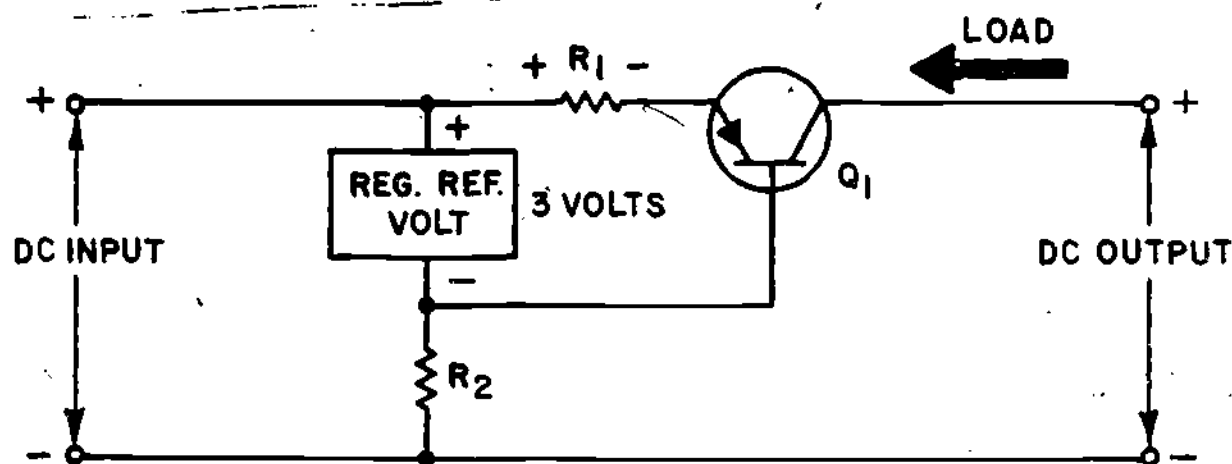 LOAD
+ R1 -
+ +
+
REG. REF.
VOLT
3 VOLTS
Q1
DC INPUT
DC OUTPUT
-
R2
- -